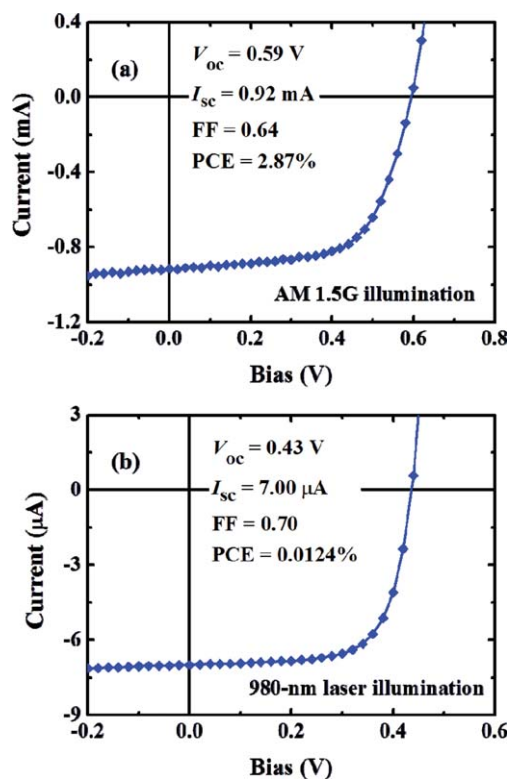 0.4
0.0
-0.4
-0.8
-1.2
Current (mA)
(a)
Voc = 0.59 V
Isc = 0.92 mA
FF = 0.64
PCE = 2.87%
AM 1.5G illumination
-0.2 0.0 0.2 0.4 0.6 0.8
Bias (V)
3
0
-3
-6
-9
Current (μA)
(b)
Voc = 0.43 V
Isc = 7.00 μA
FF = 0.70
PCE = 0.0124%
980-nm laser illumination
-0.2 0.0 0.2 0.4 0.6
Bias (V)